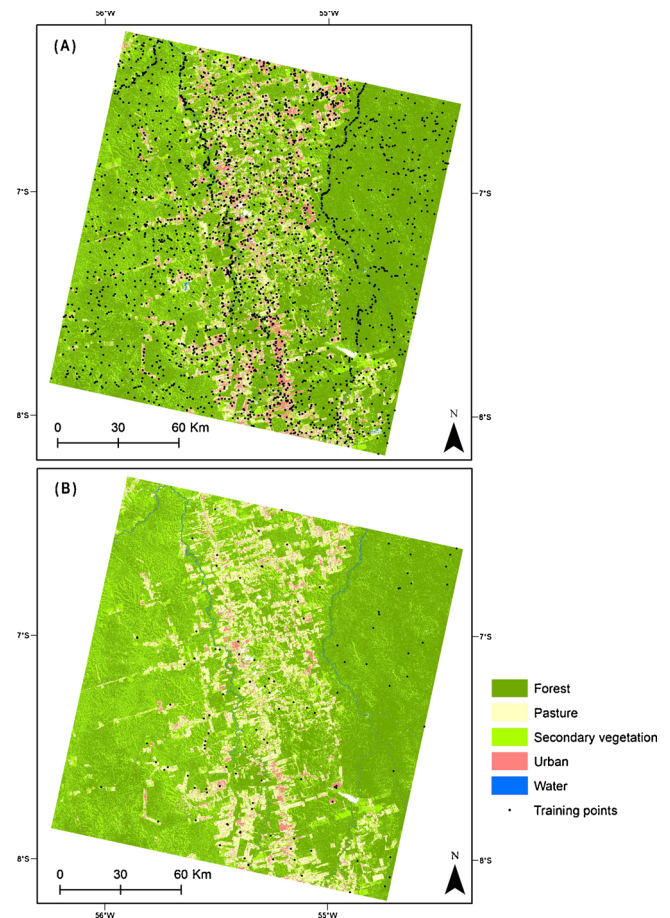 56°W 55°W
(A)
7°S 7°S
8°S 8°S
0 30 60 Km
N
(B)
7°S 7°S
8°S 8°S
0 30 60 Km
N
56°W 55°W
Forest
Pasture
Secondary vegetation
Urban
Water
Training points